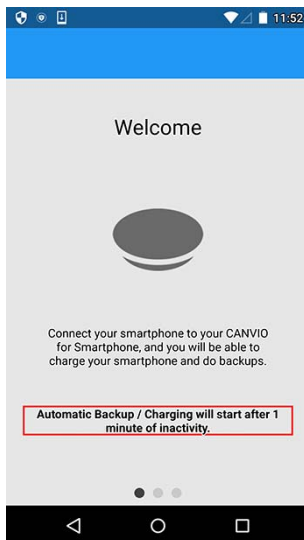 11:52
Welcome
Connect your smartphone to your CANVIO
for Smartphone, and you will be able to
charge your smartphone and do backups.
Automatic Backup / Charging will start after 1
minute of inactivity.